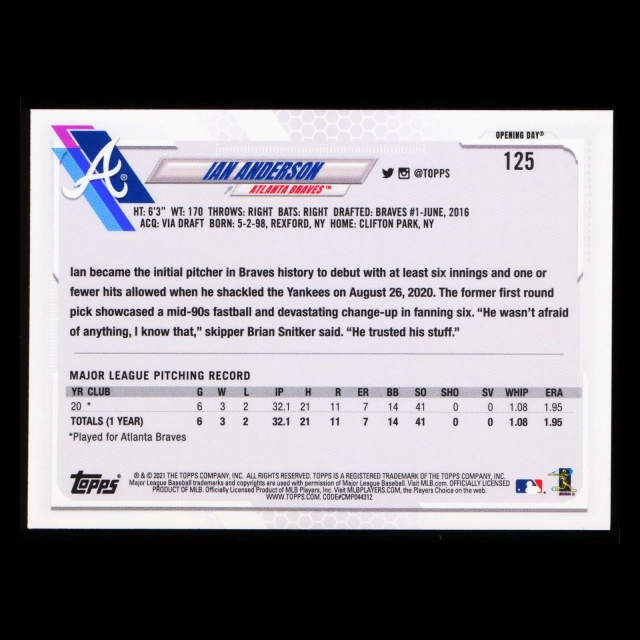 OPENING DAY®
125
IAN ANDERSON
P ATLANTA BRAVES™
@TOPPS
HT: 6'3" WT: 170 THROWS: RIGHT BATS: RIGHT DRAFTED: BRAVES #1-JUNE, 2016
ACQ: VIA DRAFT BORN: 5-2-98, REXFORD, NY HOME: CLIFTON PARK, NY
Ian became the initial pitcher in Braves history to debut with at least six innings and one or
fewer hits allowed when he shackled the Yankees on August 26, 2020. The former first round
pick showcased a mid-90s fastball and devastating change-up in fanning six. “He wasn’t afraid
of anything, I know that,” skipper Brian Snitker said. “He trusted his stuff.”
MAJOR LEAGUE PITCHING RECORD
YR CLUB G W L IP H R ER BB SO SHO SV WHIP ERA
20 * 6 3 2 32.1 21 11 7 14 41 0 0 1.08 1.95
TOTALS (1 YEAR) 6 3 2 32.1 21 11 7 14 41 0 0 1.08 1.95
*Played for Atlanta Braves
Topps®
® & © 2021 THE TOPPS COMPANY, INC. ALL RIGHTS RESERVED. TOPPS IS A REGISTERED TRADEMARK OF THE TOPPS COMPANY, INC.
Major League Baseball trademarks and copyrights are used with permission of Major League Baseball. Visit MLB.com. OFFICIALLY LICENSED
PRODUCT OF MLB. Officially Licensed Product of MLB Players, Inc. Visit MLBPLAYERS.com, the Players Choice on the web.
WWW.TOPPS.COM. CODE#CMP044312